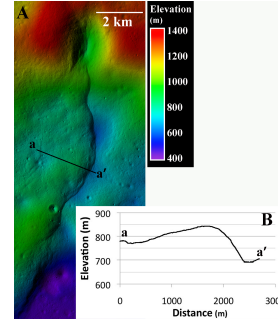 A
2 km
Elevation
(m)
1400
1200
1000
800
600
400
a
a′
B
900
800
700
600
Elevation (m)
a
a′
0
1000
2000
3000
Distance (m)